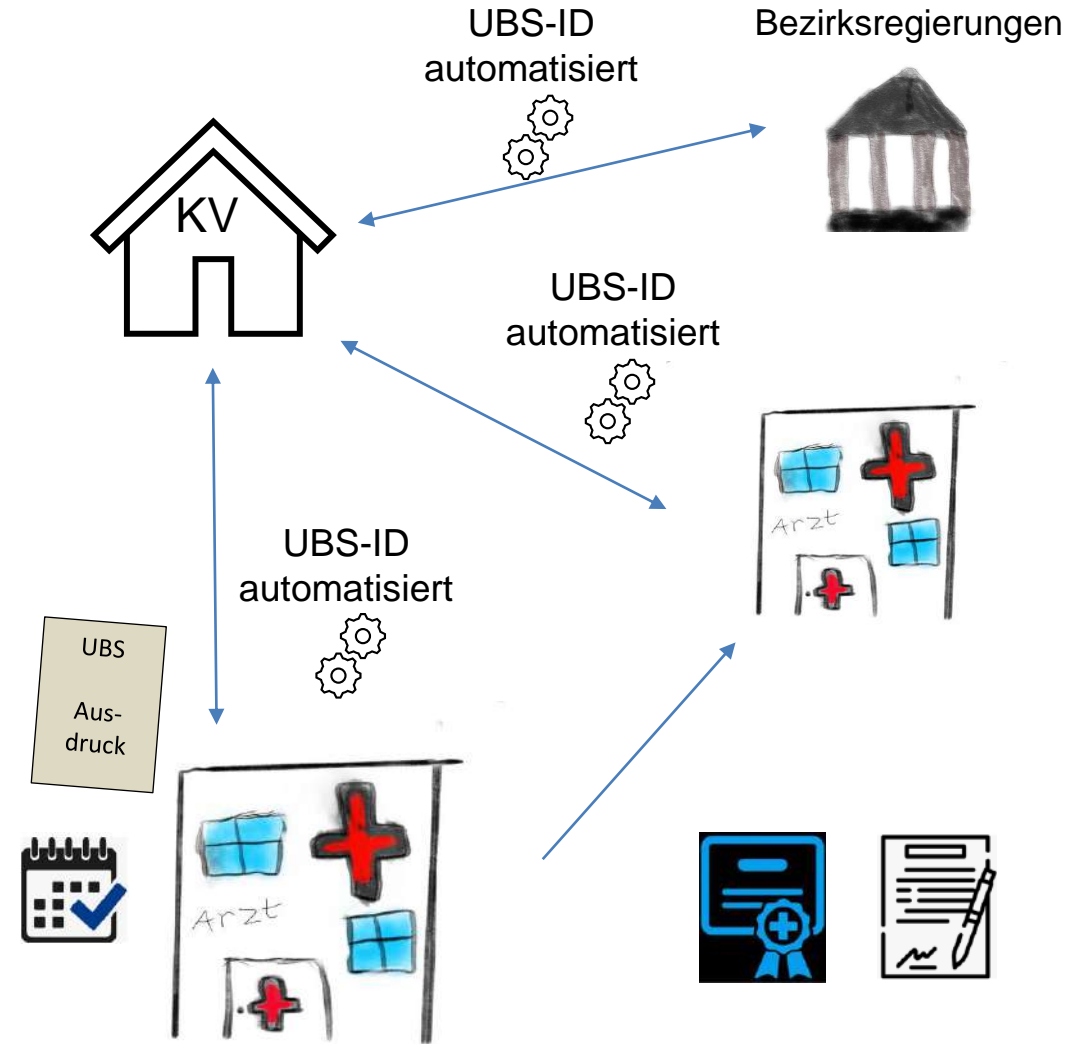 UBS-ID
automatisiert
Bezirksregierungen
KV
UBS-ID
automatisiert
Arzt
UBS-ID
automatisiert
UBS
Aus-
druck
Arzt